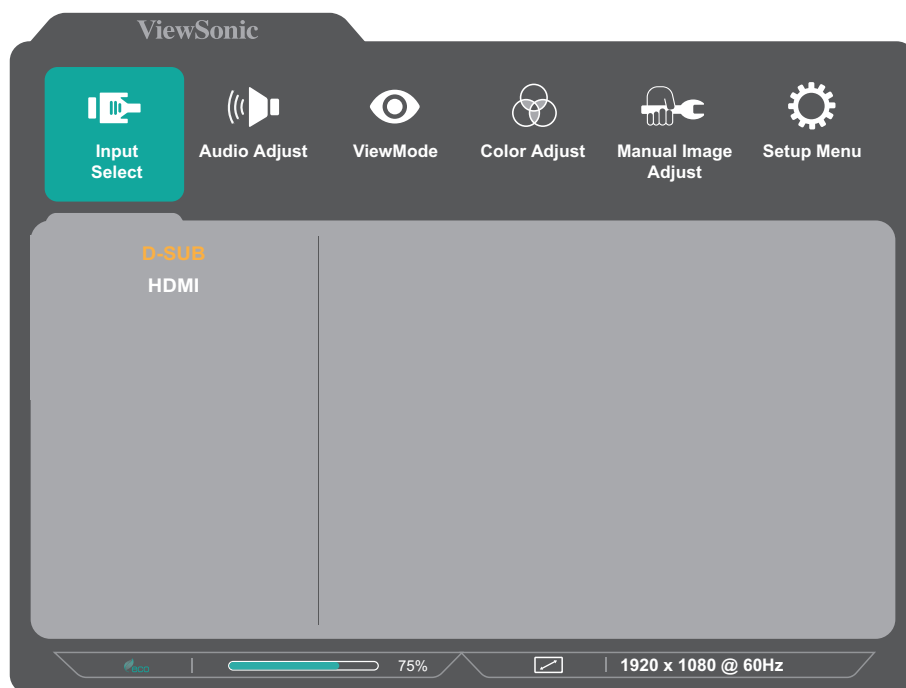 ViewSonic
Input
Select
Audio Adjust
ViewMode
Color Adjust
Manual Image
Adjust
Setup Menu
D-SUB
HDMI
75%
1920 x 1080 @ 60Hz